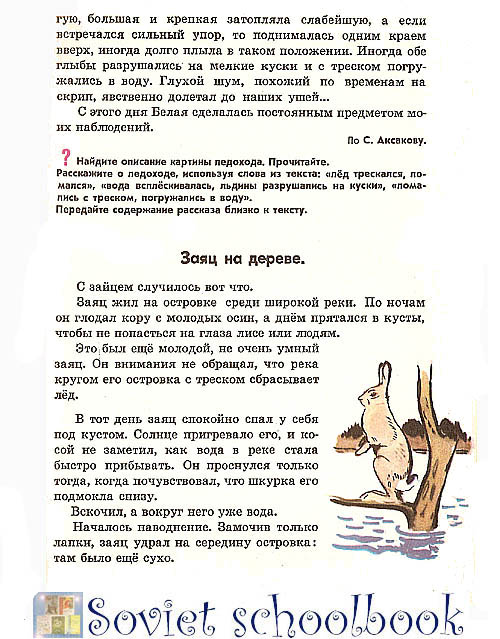 гую, большая и крепкая затопляла слабейшую, а если
встречался сильный упор, то поднималась одним краем
вверх, иногда долго плыла в таком положении. Иногда обе
глыбы разрушались на мелкие куски и с треском погру-
жались в воду. Глухой шум, похожий по временам на
скрип, явственно долетал до наших ушей...
С этого дня Белая сделалась постоянным предметом мо-
их наблюдений.
По С. Аксакову.
? Найдите описание картины ледохода. Прочитайте.
Расскажите о ледоходе, используя слова из текста: «лёд трескался, ло-
мался», «вода всплёскивалась, льдины разрушались на куски», «лома-
лись с треском, погружались в воду».
Передайте содержание рассказа близко к тексту.
Заяц на дереве.
С зайцем случилось вот что.
Заяц жил на островке среди широкой реки. По ночам
он глодал кору с молодых осин, а днём прятался в кусты,
чтобы не попасться на глаза лисе или людям.
Это был ещё молодой, не очень умный
заяц. Он внимания не обращал, что река
кругом его островка с треском сбрасывает
лёд.
В тот день заяц спокойно спал у себя
под кустом. Солнце пригревало его, и ко-
сой не заметил, как вода в реке стала
быстро прибывать. Он проснулся только
тогда, когда почувствовал, что шкурка его
подмокла снизу.
Вскочил, а вокруг него уже вода.
Началось наводнение. Замочив только
лапки, заяц удрал на середину островка:
там было ещё сухо.
Soviet schoolbook